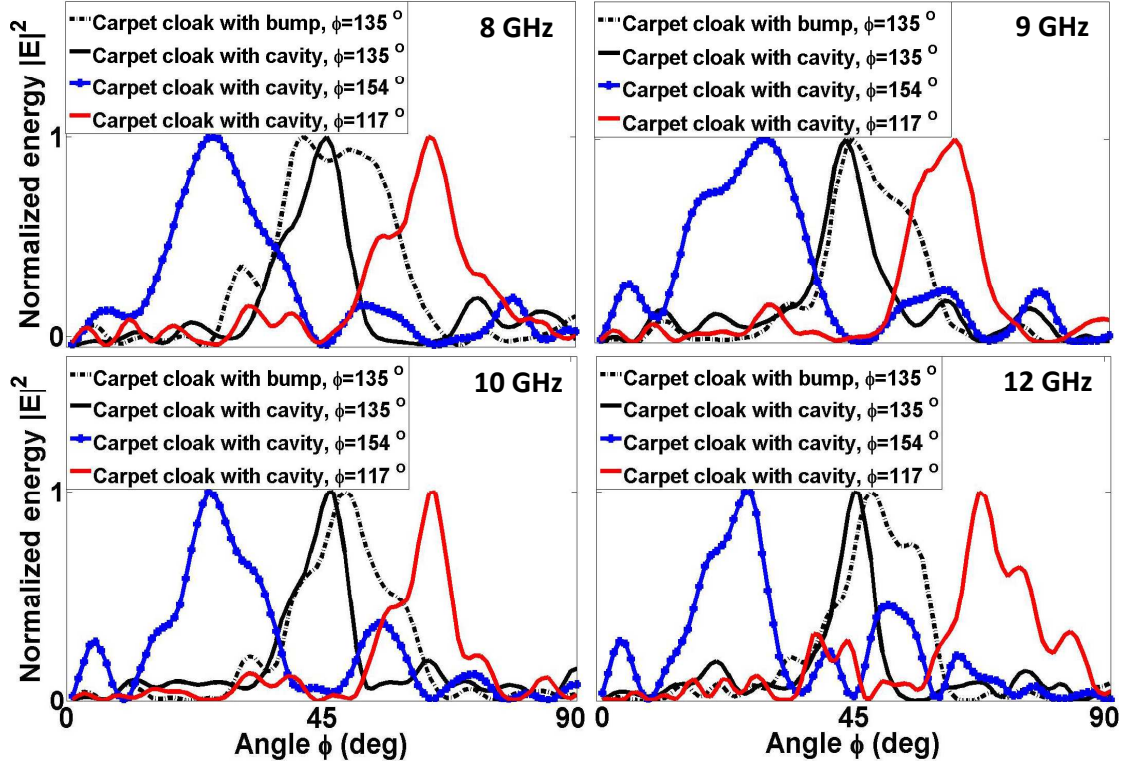 Carpet cloak with bump, ϕ=135 °
Carpet cloak with cavity, ϕ=135 °
Carpet cloak with cavity, ϕ=154 °
Carpet cloak with cavity, ϕ=117 °
8 GHz
Normalized energy |E|²
1
0
Carpet cloak with bump, ϕ=135 °
Carpet cloak with cavity, ϕ=135 °
Carpet cloak with cavity, ϕ=154 °
Carpet cloak with cavity, ϕ=117 °
9 GHz
Carpet cloak with bump, ϕ=135 °
Carpet cloak with cavity, ϕ=135 °
Carpet cloak with cavity, ϕ=154 °
Carpet cloak with cavity, ϕ=117 °
10 GHz
Normalized energy |E|²
1
0
0 45 90
Angle ϕ (deg)
Carpet cloak with bump, ϕ=135 °
Carpet cloak with cavity, ϕ=135 °
Carpet cloak with cavity, ϕ=154 °
Carpet cloak with cavity, ϕ=117 °
12 GHz
0 45 90
Angle ϕ (deg)